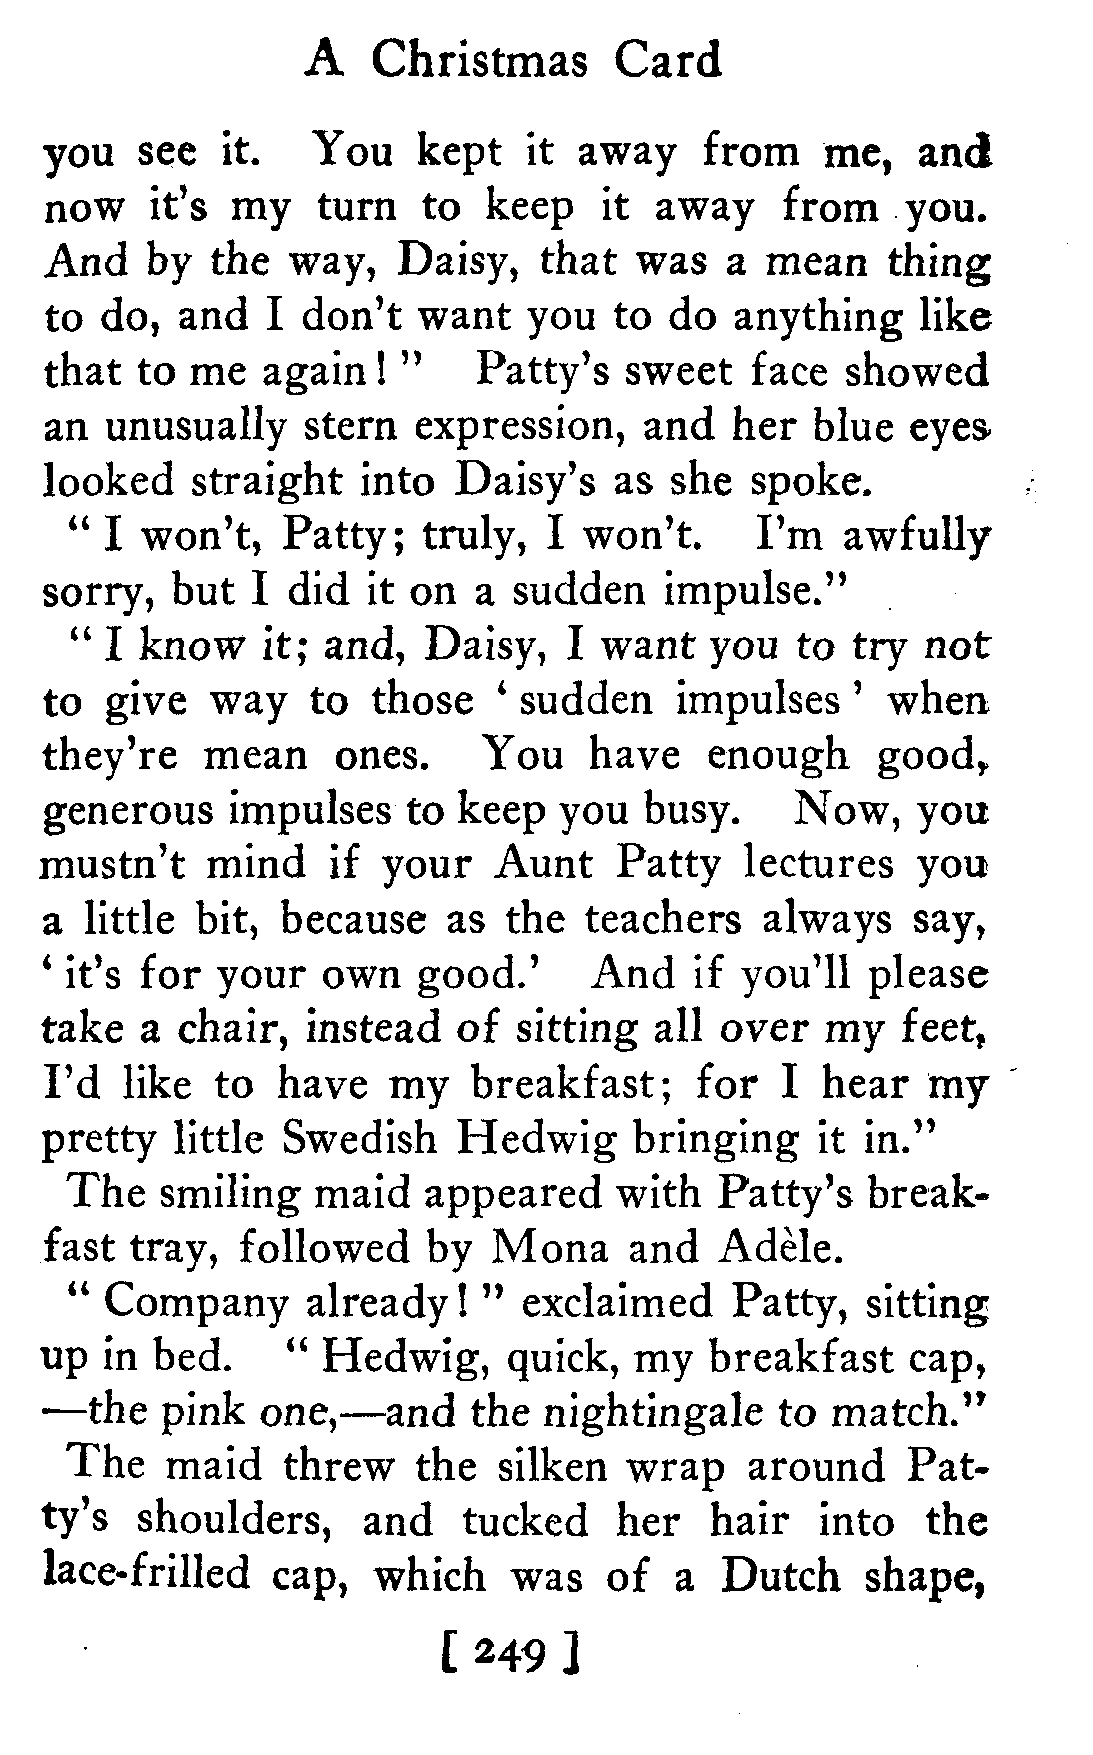 A Christmas Card
you see it. You kept it away from me, and
now it's my turn to keep it away from you.
And by the way, Daisy, that was a mean thing
to do, and I don't want you to do anything like
that to me again! " Patty's sweet face showed
an unusually stern expression, and her blue eyes
looked straight into Daisy's as she spoke.
" I won't, Patty; truly, I won't. I'm awfully
sorry, but I did it on a sudden impulse."
" I know it; and, Daisy, I want you to try not
to give way to those ' sudden impulses ' when
they're mean ones. You have enough good,
generous impulses to keep you busy. Now, you
mustn't mind if your Aunt Patty lectures you
a little bit, because as the teachers always say,
' it's for your own good.' And if you'll please
take a chair, instead of sitting all over my feet,
I'd like to have my breakfast; for I hear my
pretty little Swedish Hedwig bringing it in."
The smiling maid appeared with Patty's break-
fast tray, followed by Mona and Adèle.
" Company already! " exclaimed Patty, sitting
up in bed. " Hedwig, quick, my breakfast cap,
—the pink one,—and the nightingale to match."
The maid threw the silken wrap around Pat-
ty's shoulders, and tucked her hair into the
lace-frilled cap, which was of a Dutch shape,
[ 249 ]